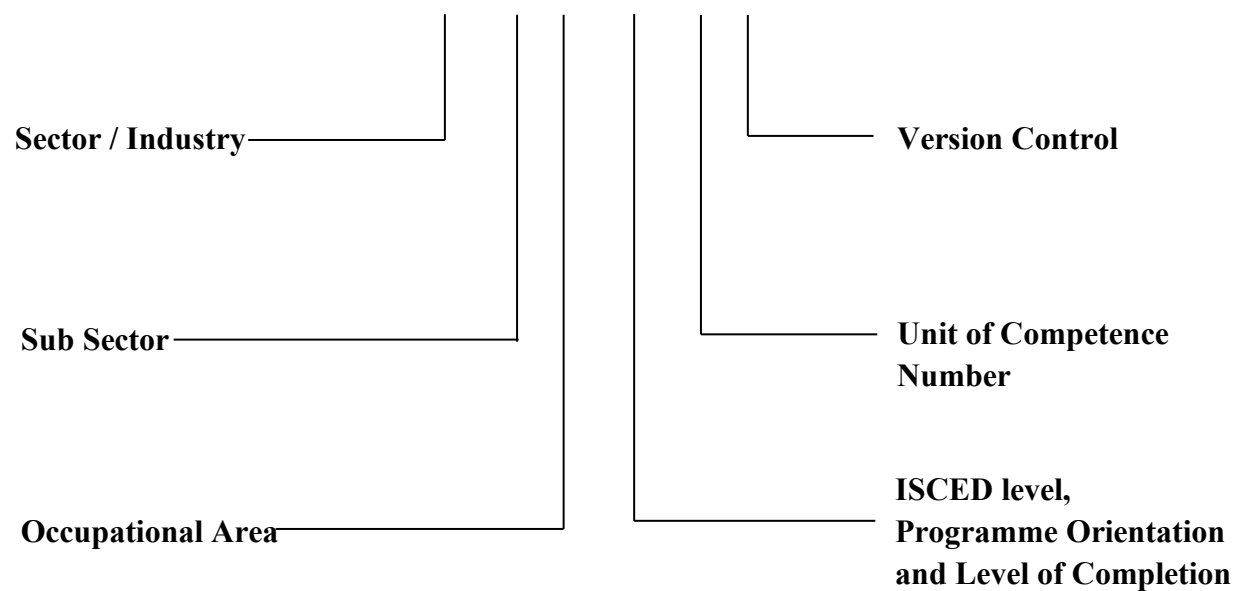 Sector / Industry
Version Control
Sub Sector
Unit of Competence
Number
Occupational Area
ISCED level,
Programme Orientation
and Level of Completion